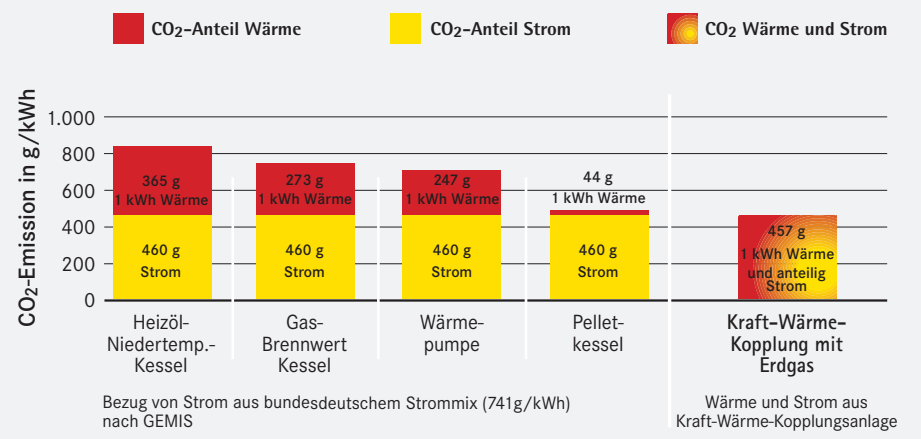 CO2-Anteil Wärme
CO2-Anteil Strom
CO2 Wärme und Strom
CO2-Emission in g/kWh
1.000
800
600
400
200
0
365 g
1 kWh Wärme
460 g
Strom
273 g
1 kWh Wärme
460 g
Strom
247 g
1 kWh Wärme
460 g
Strom
44 g
1 kWh Wärme
460 g
Strom
457 g
1 kWh Wärme
und anteilig
Strom
Heizöl-
Niedertemp.-
Kessel
Gas-
Brennwert
Kessel
Wärme-
pumpe
Pellet-
kessel
Kraft-Wärme-
Kopplung mit
Erdgas
Bezug von Strom aus bundesdeutschem Strommix (741g/kWh)
nach GEMIS
Wärme und Strom aus
Kraft-Wärme-Kopplungsanlage